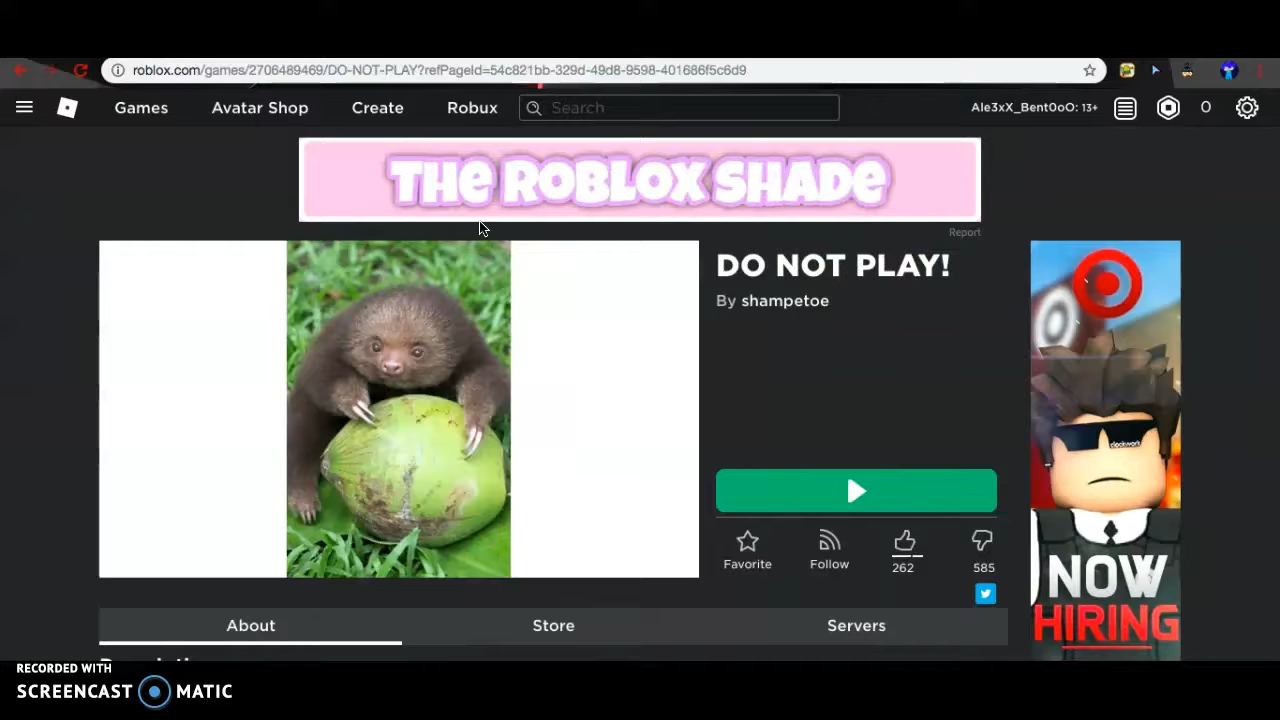 roblox.com/games/2706489469/DO-NOT-PLAY?refPageId=54c821bb-329d-49d8-9598-401686f5c6d9
Games
Avatar Shop
Create
Robux
Search
Ale3xX_Bent0oO: 13+
0
THE ROBLOX SHADE
Report
DO NOT PLAY!
By shampetoe
Favorite
Follow
262
585
clockwork
NOW
HIRING
About
Store
Servers
RECORDED WITH
SCREENCAST MATIC